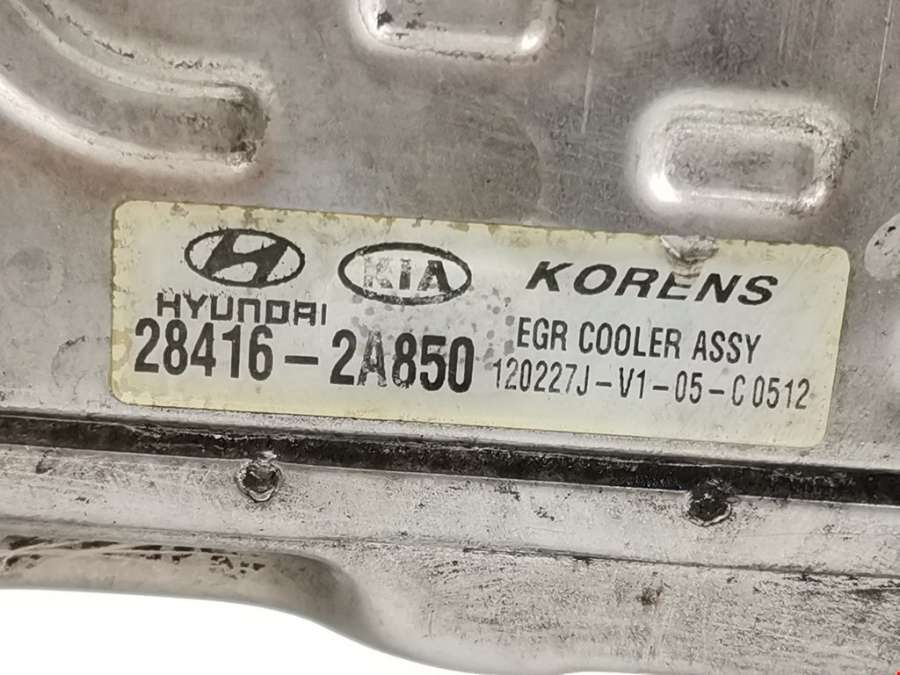 HYUNDAI KIA KORENS
28416-2A850 EGR COOLER ASSY
120227J-V1-05-C0512